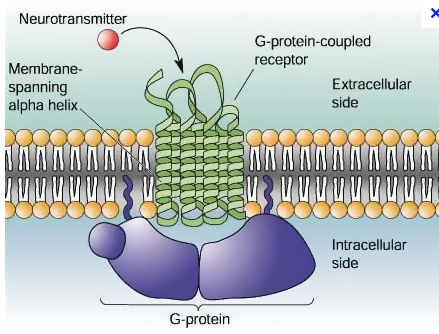 Neurotransmitter
G-protein-coupled
receptor
Membrane-
spanning
alpha helix
Extracellular
side
Intracellular
side
G-protein